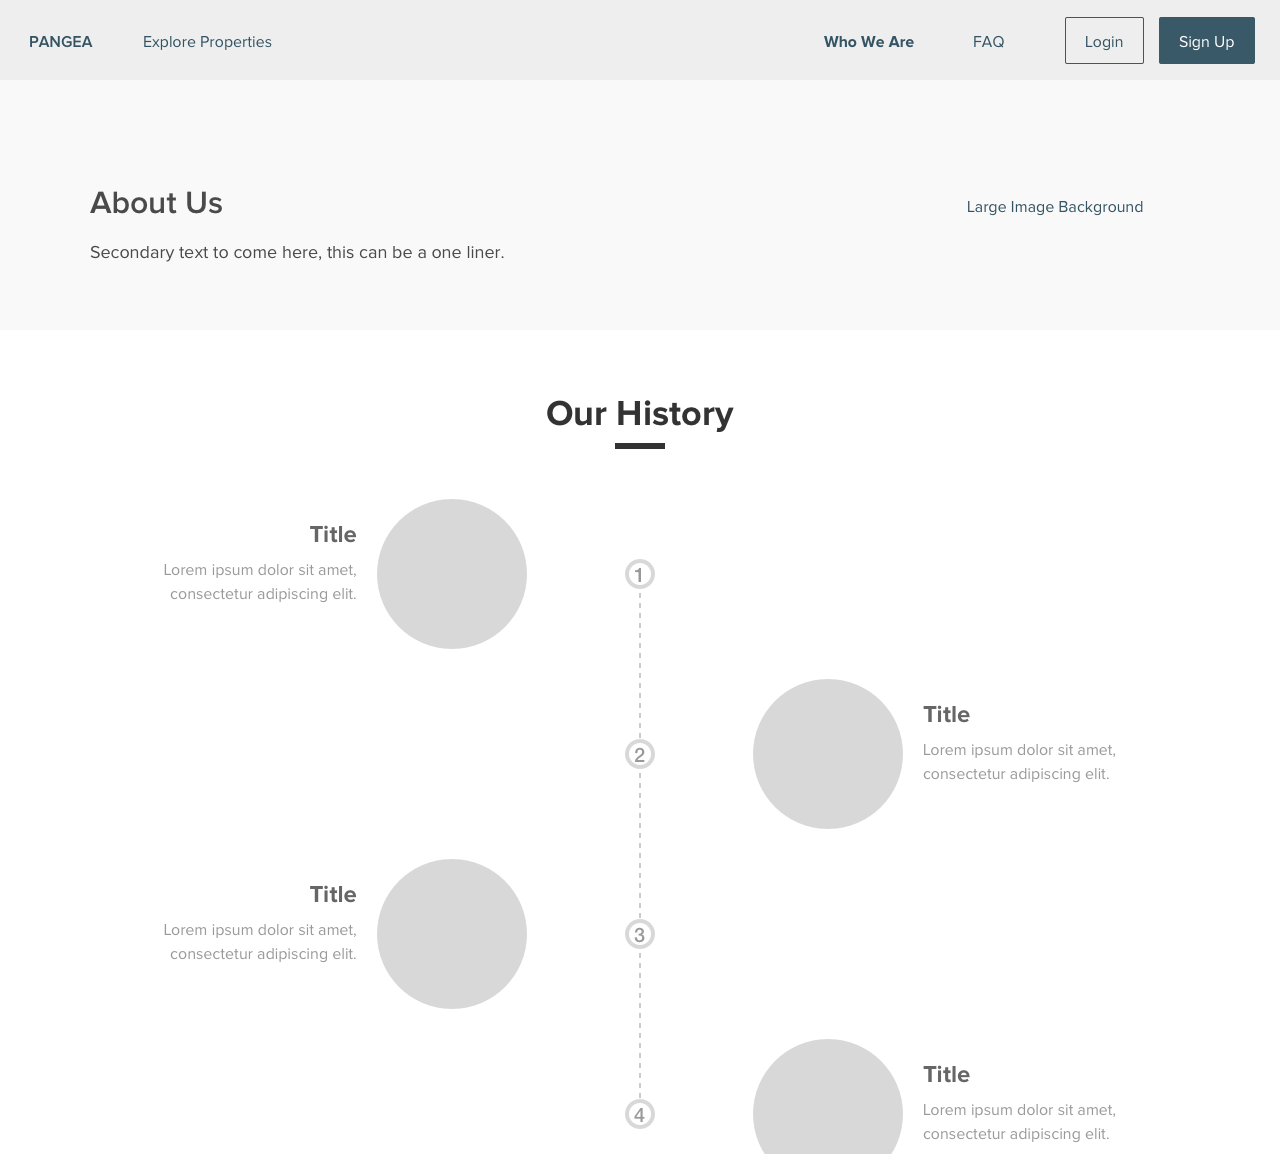 PANGEA
Explore Properties
Who We Are
FAQ
Login
Sign Up
About Us
Large Image Background
Secondary text to come here, this can be a one liner.
Our History
Title
Lorem ipsum dolor sit amet,
consectetur adipiscing elit.
1
2
Title
Lorem ipsum dolor sit amet,
consectetur adipiscing elit.
Title
Lorem ipsum dolor sit amet,
consectetur adipiscing elit.
3
4
Title
Lorem ipsum dolor sit amet,
consectetur adipiscing elit.